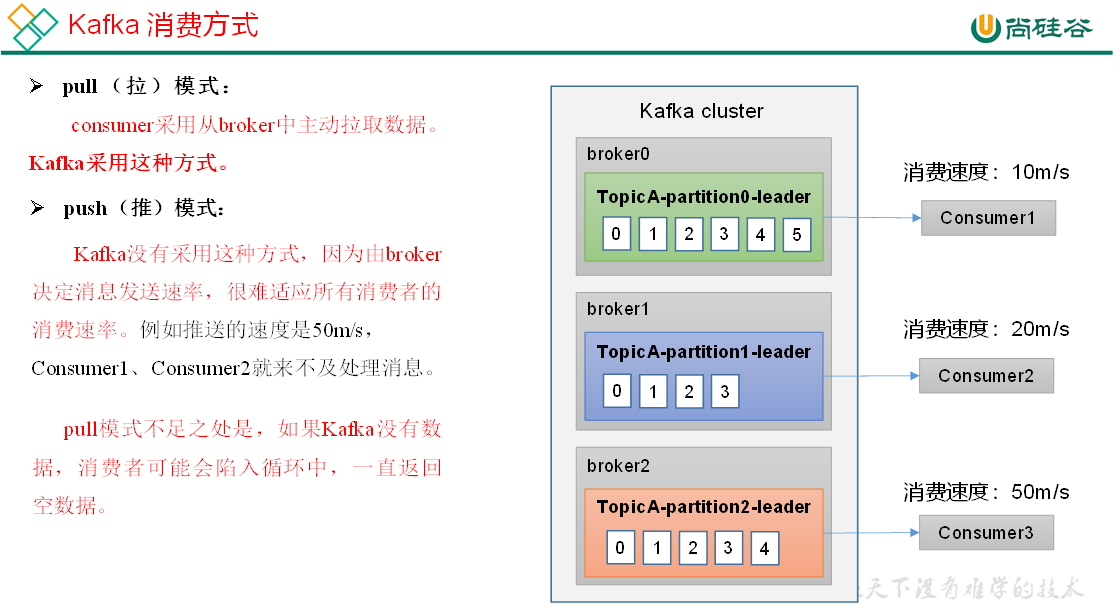 Kafka 消费方式
尚硅谷
➢ pull（拉）模式：
consumer采用从broker中主动拉取数据。
Kafka采用这种方式。
➢ push（推）模式：
Kafka没有采用这种方式，因为由broker
决定消息发送速率，很难适应所有消费者的
消费速率。例如推送的速度是50m/s，
Consumer1、Consumer2就来不及处理消息。
pull模式不足之处是，如果Kafka没有数
据，消费者可能会陷入循环中，一直返回
空数据。
Kafka cluster
broker0
TopicA-partition0-leader
0 1 2 3 4 5
消费速度：10m/s
Consumer1
broker1
TopicA-partition1-leader
0 1 2 3
消费速度：20m/s
Consumer2
broker2
TopicA-partition2-leader
0 1 2 3 4
消费速度：50m/s
Consumer3
天下没有难学的技术